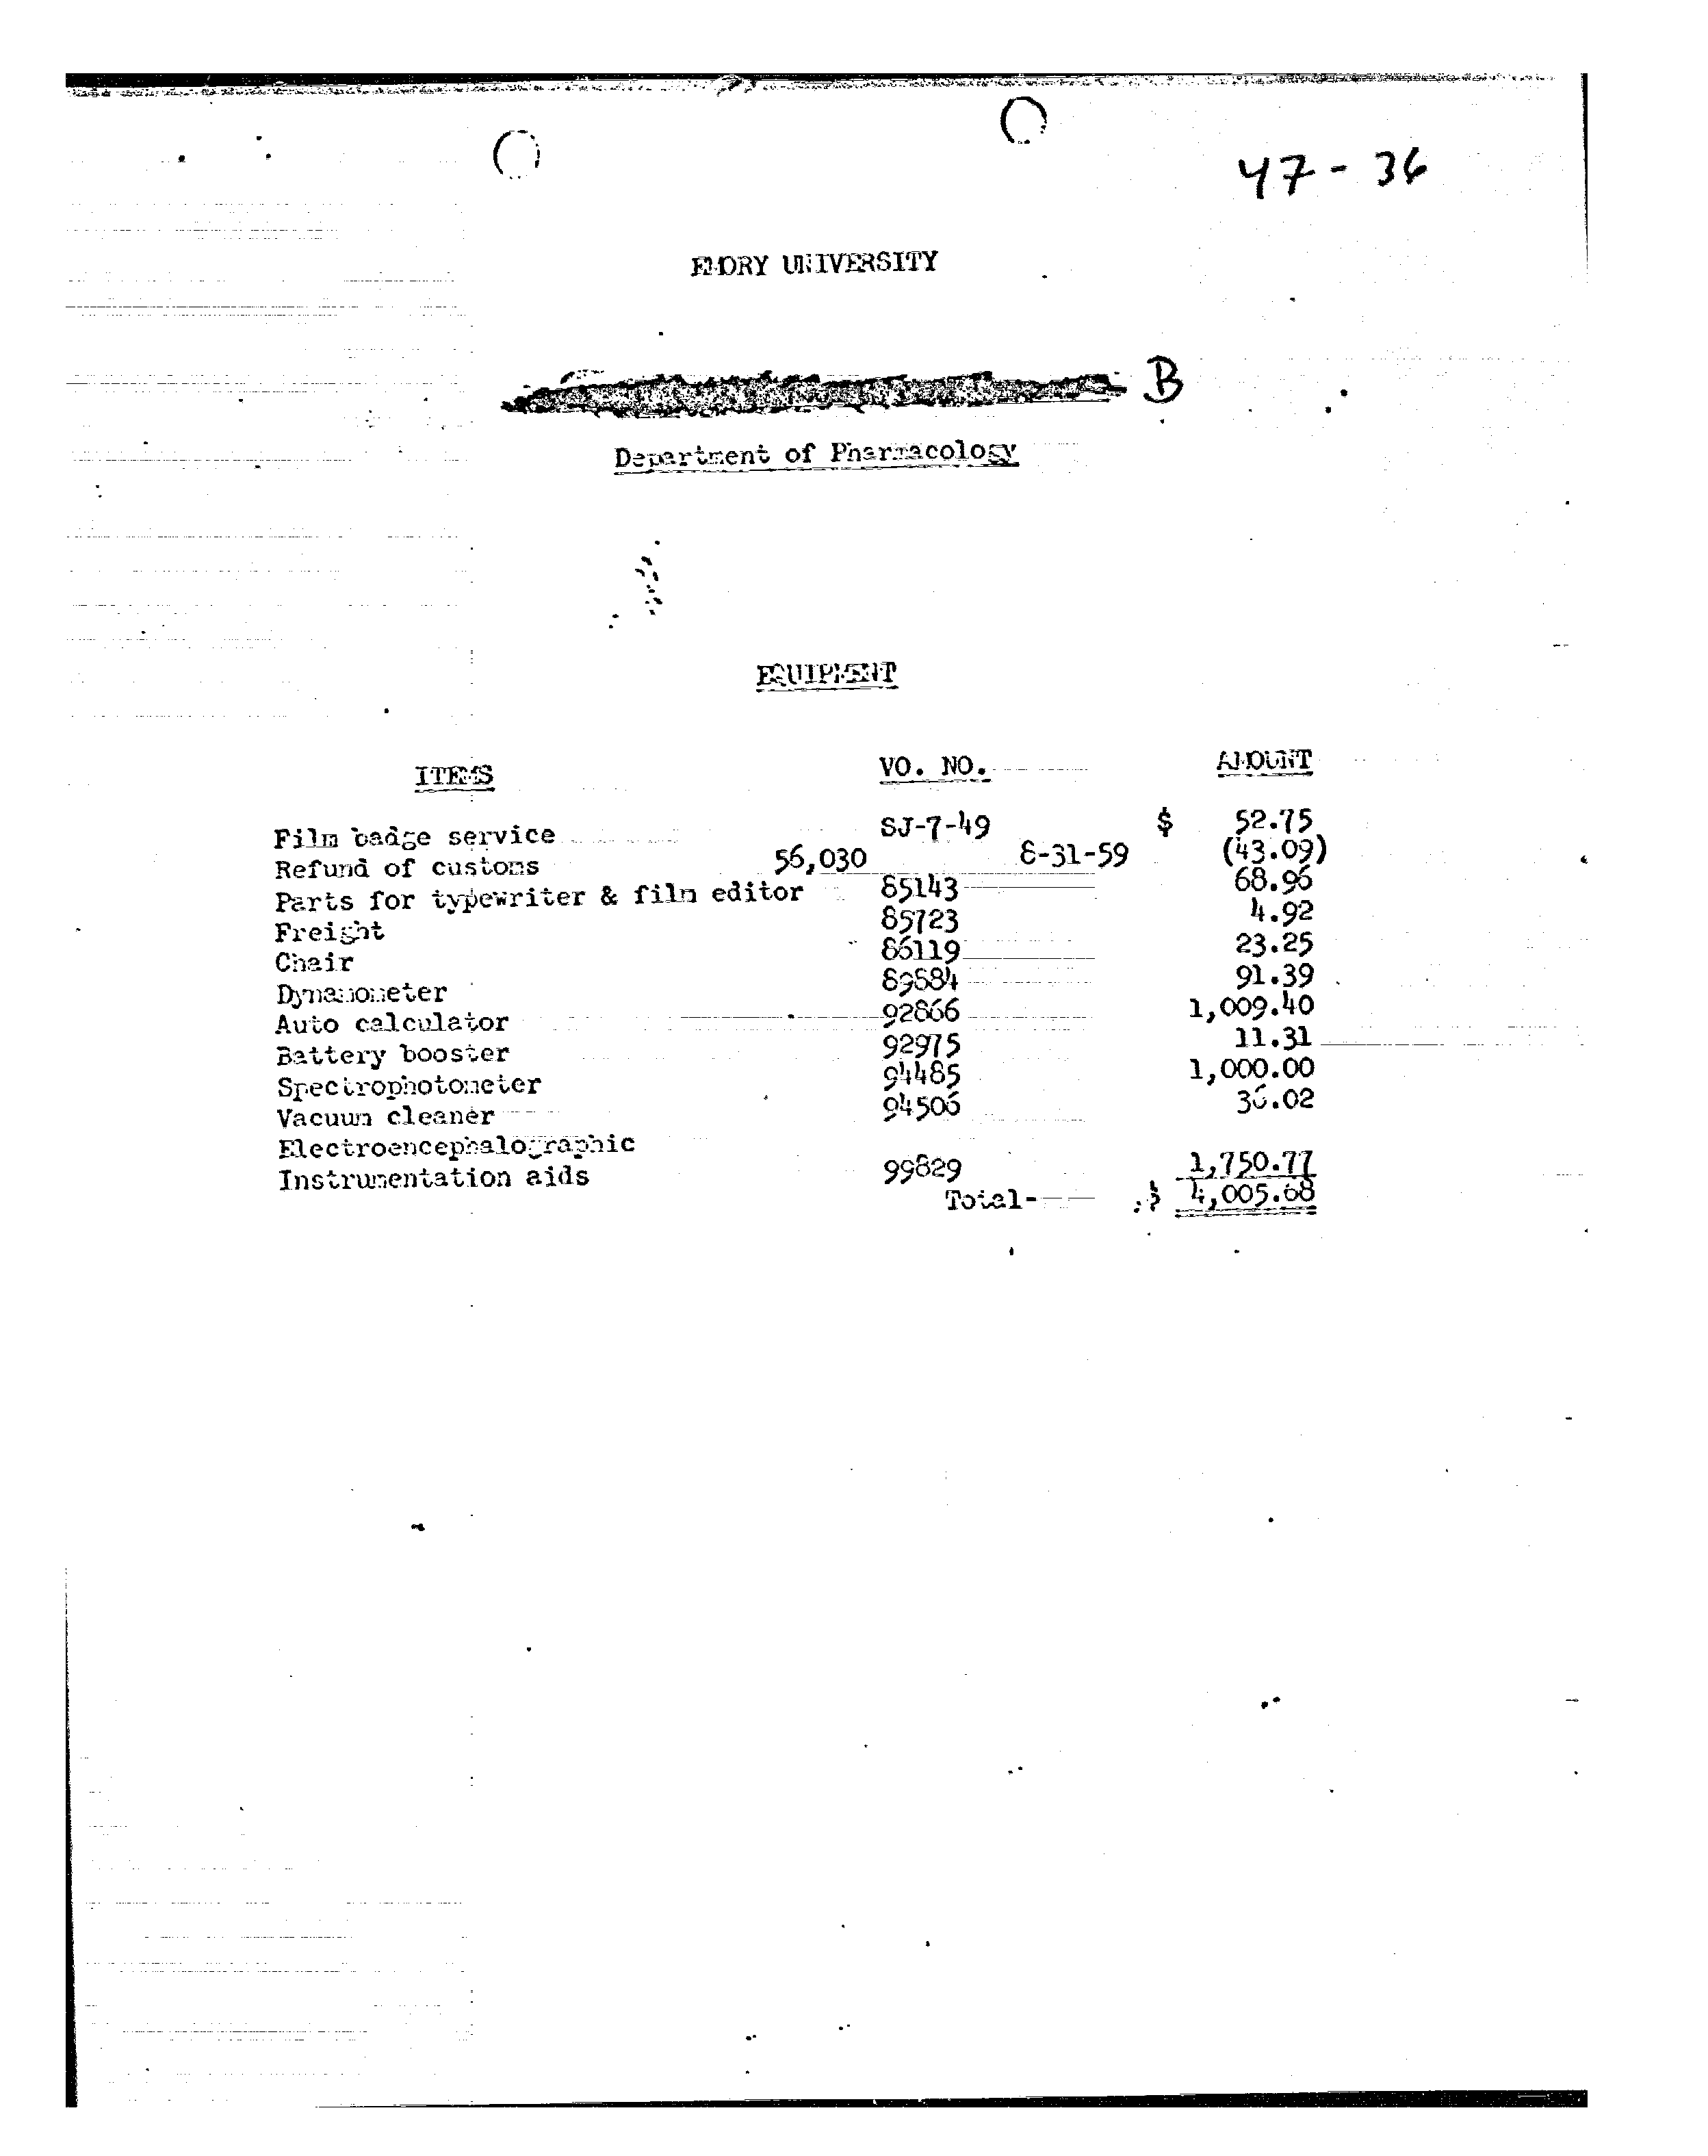 47-36
EMORY UNIVERSITY
B
Department of Pharmacology
EQUIPMENT
ITEMS VO. NO. AMOUNT
Film badge service SJ-7-49 $ 52.75
Refund of customs 56,030 8-31-59 (43.09)
Parts for typewriter & film editor 85143 68.96
Freight 85723 4.92
Chair 86119 23.25
Dynamometer 89584 91.39
Auto calculator 92866 1,009.40
Battery booster 92975 11.31
Spectrophotometer 94485 1,000.00
Vacuum cleaner 94506 36.02
Electroencephalographic
Instrumentation aids 99829 1,750.77
Total- $ 4,005.68